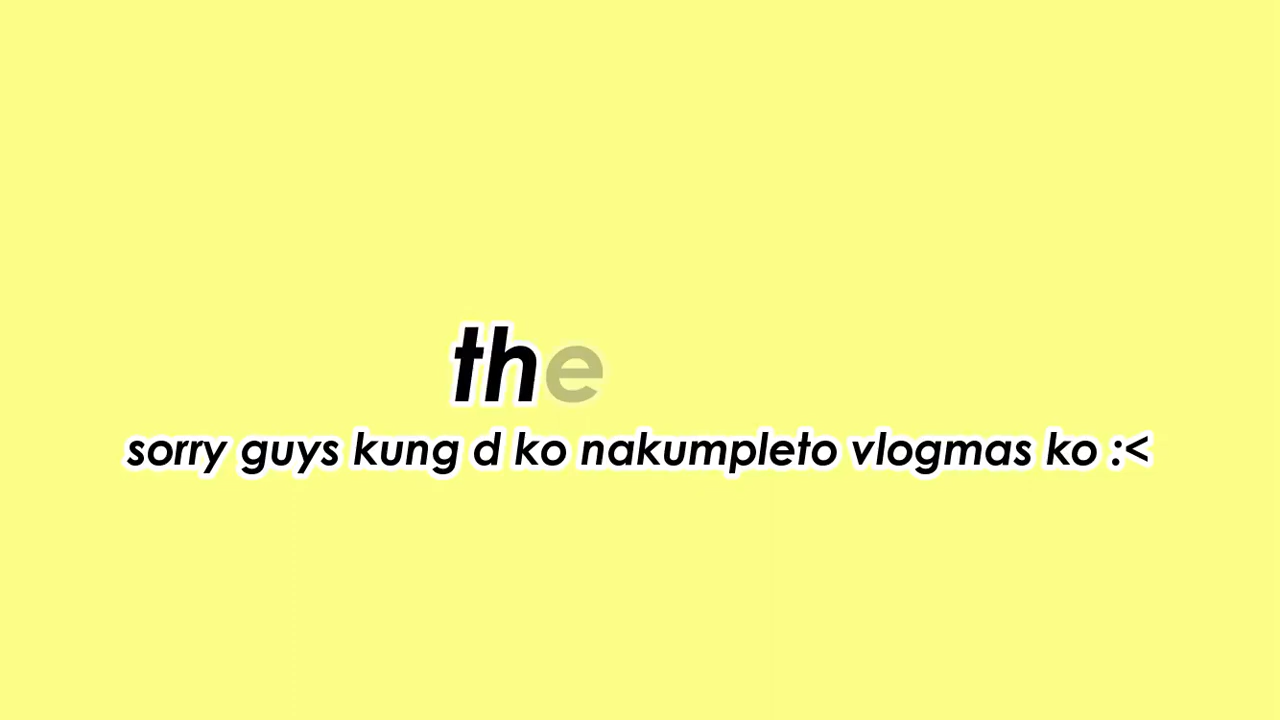 the
sorry guys kung d ko nakumpleto vlogmas ko :<